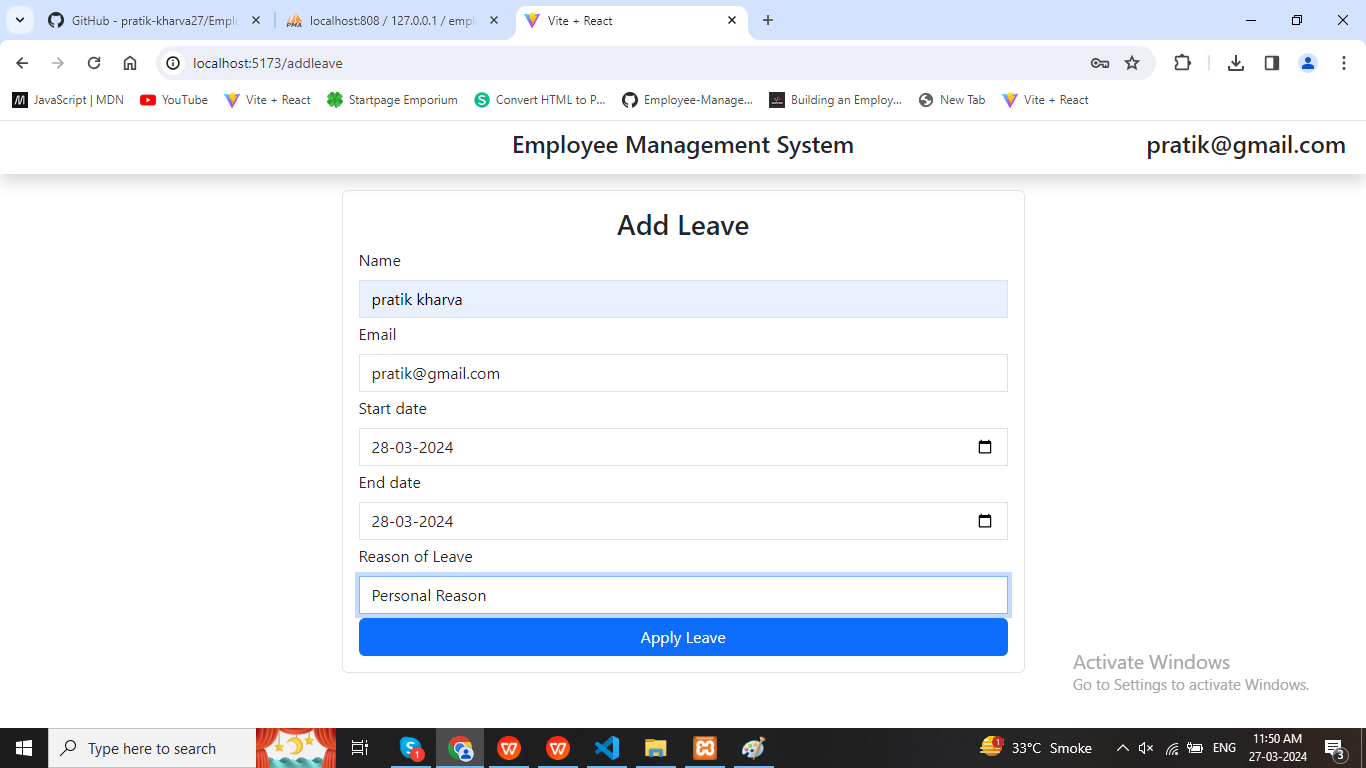 GitHub - pratik-kharva27/Emplo
PMA
localhost:808 / 127.0.0.1 / empl
Vite + React
localhost:5173/addleave
JavaScript | MDN
YouTube
Vite + React
Startpage Emporium
Convert HTML to P...
Employee-Manage...
Building an Employ...
New Tab
Vite + React
Employee Management System
pratik@gmail.com
Add Leave
Name
pratik kharva
Email
pratik@gmail.com
Start date
28-03-2024
End date
28-03-2024
Reason of Leave
Personal Reason
Apply Leave
Activate Windows
Go to Settings to activate Windows.
Type here to search
1
1
33°C Smoke
ENG
11:50 AM
27-03-2024
3